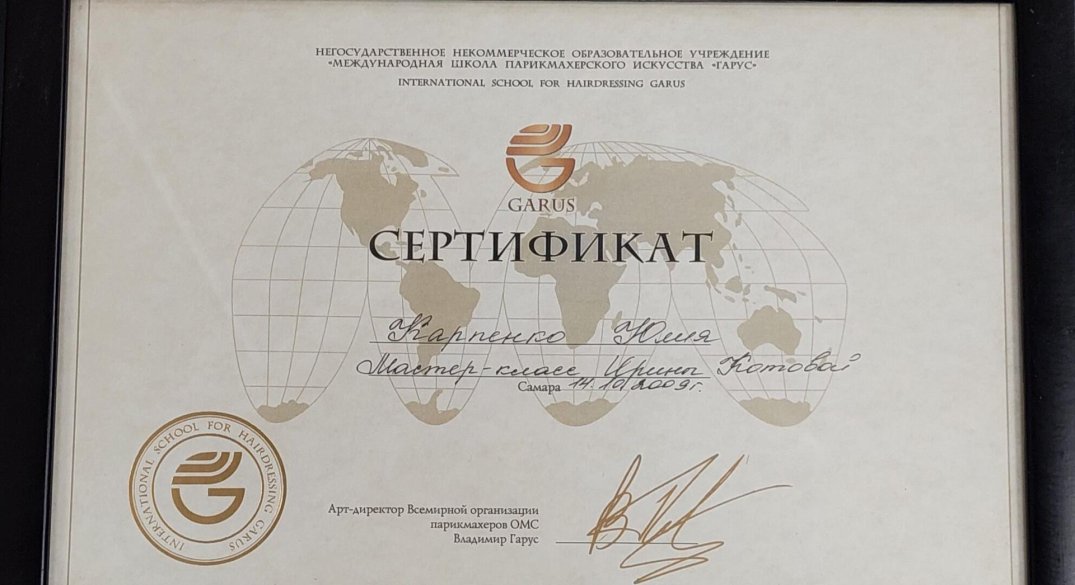 НЕГОСУДАРСТВЕННОЕ НЕКОММЕРЧЕСКОЕ ОБРАЗОВАТЕЛЬНОЕ УЧРЕЖДЕНИЕ
«МЕЖДУНАРОДНАЯ ШКОЛА ПАРИКМАХЕРСКОГО ИСКУССТВА «ГАРУС»
INTERNATIONAL SCHOOL FOR HAIRDRESSING GARUS
GARUS
СЕРТИФИКАТ
Карпенко Юлия
Мастер-класс Ирины Котовой
Самара 14.10.2009г.
INTERNATIONAL SCHOOL FOR HAIRDRESSING GARUS
Арт-директор Всемирной организации
парикмахеров ОМС
Владимир Гарус